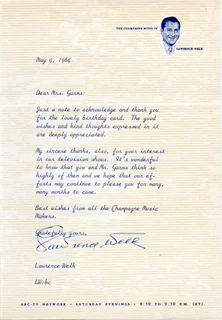 THE CHAMPAGNE MUSIC OF
LAWRENCE WELK
May 4, 1964
Dear Mrs. Garns:
Just a note to acknowledge and thank you
for the lovely birthday card. The good
wishes and kind thoughts expressed in it
are deeply appreciated.
My sincere thanks, also, for your interest
in our television shows. It's wonderful
to know that you and Mr. Garns think so
highly of them and we hope that our ef-
forts may continue to please you for many,
many months to come.
Best wishes from all the Champagne Music
Makers.
Gratefully yours,
Lawrence Welk
Lawrence Welk
LW:bc
ABC-TV NETWORK • SATURDAY EVENINGS • 8:30 TO 9:30 P.M. (ET)